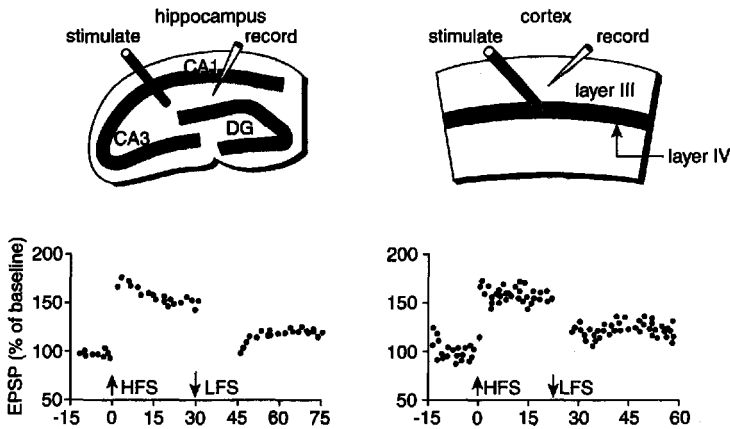 hippocampus
stimulate
record
CA1
CA3
DG
cortex
stimulate
record
layer III
layer IV
EPSP (% of baseline)
200
150
100
50
HFS
LFS
-15 0 15 30 45 60 75
200
150
100
50
HFS
LFS
-15 0 15 30 45 60